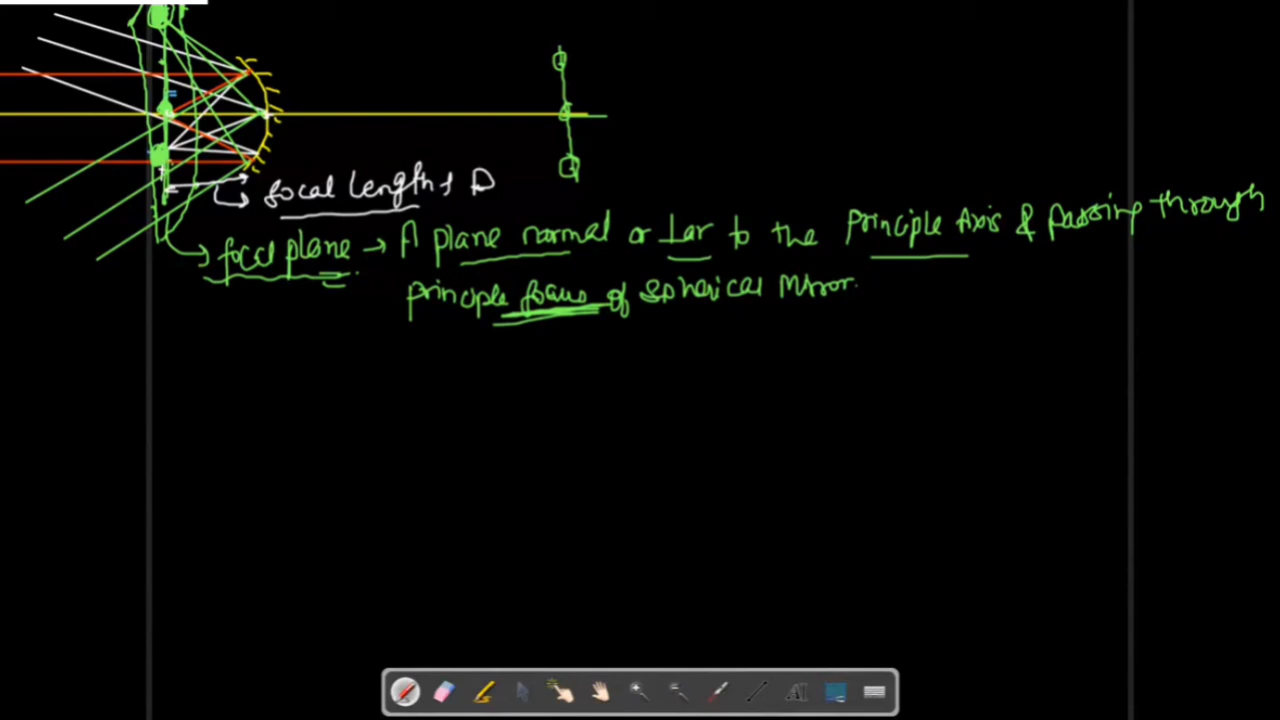 focal length & D
focal plane → A plane normal or ⊥ar to the Principle Axis & passing through
principle focus of spherical Mirror.